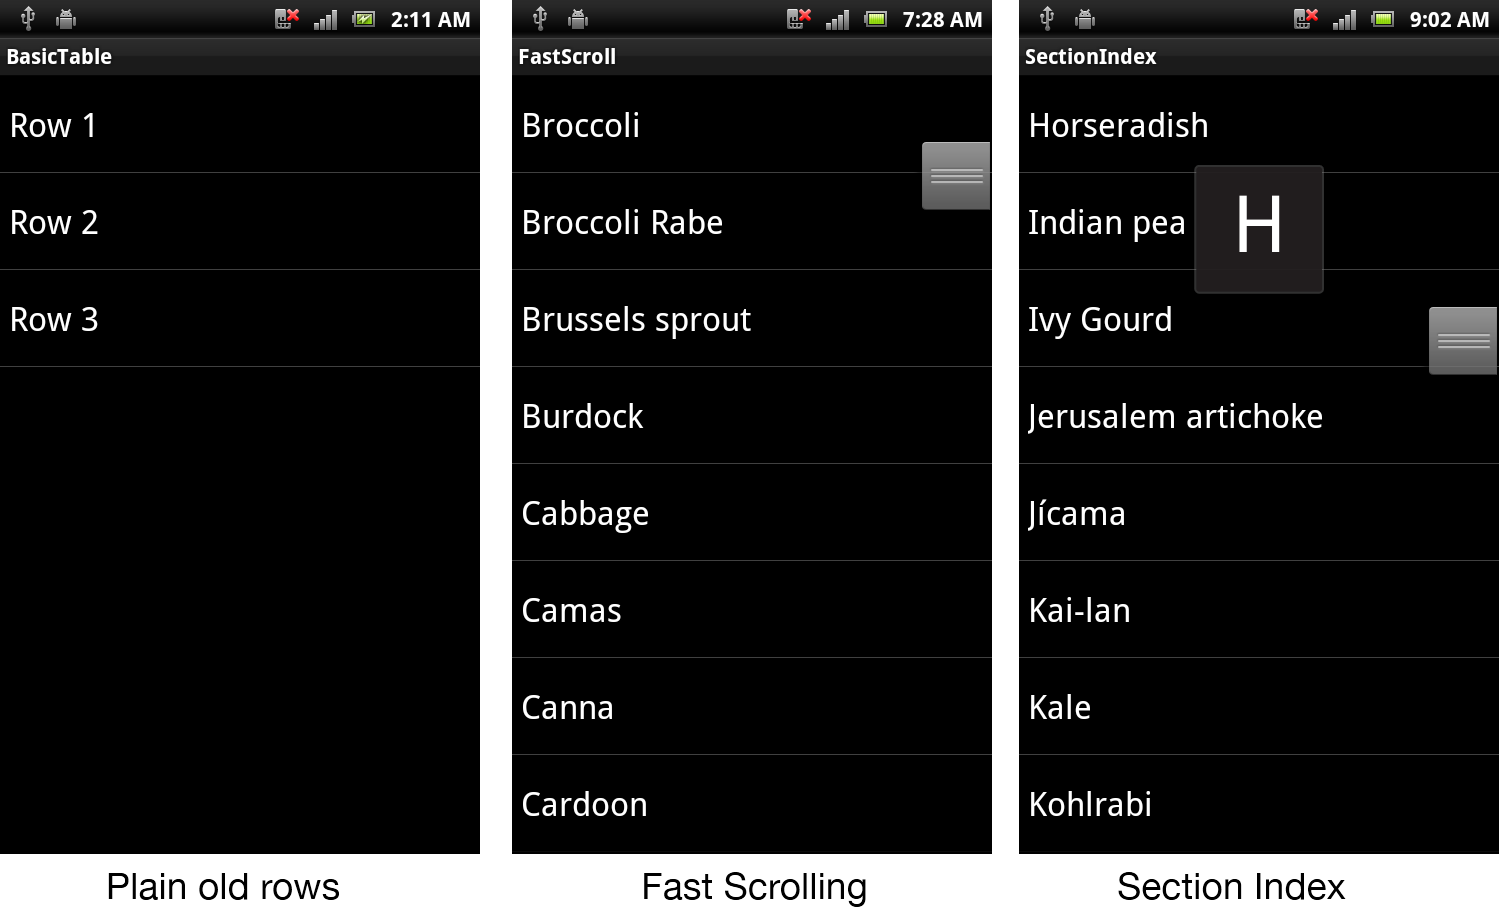 2:11 AM
BasicTable
Row 1
Row 2
Row 3
Plain old rows
7:28 AM
FastScroll
Broccoli
Broccoli Rabe
Brussels sprout
Burdock
Cabbage
Camas
Canna
Cardoon
Fast Scrolling
9:02 AM
SectionIndex
Horseradish
Indian pea
H
Ivy Gourd
Jerusalem artichoke
Jícama
Kai-lan
Kale
Kohlrabi
Section Index